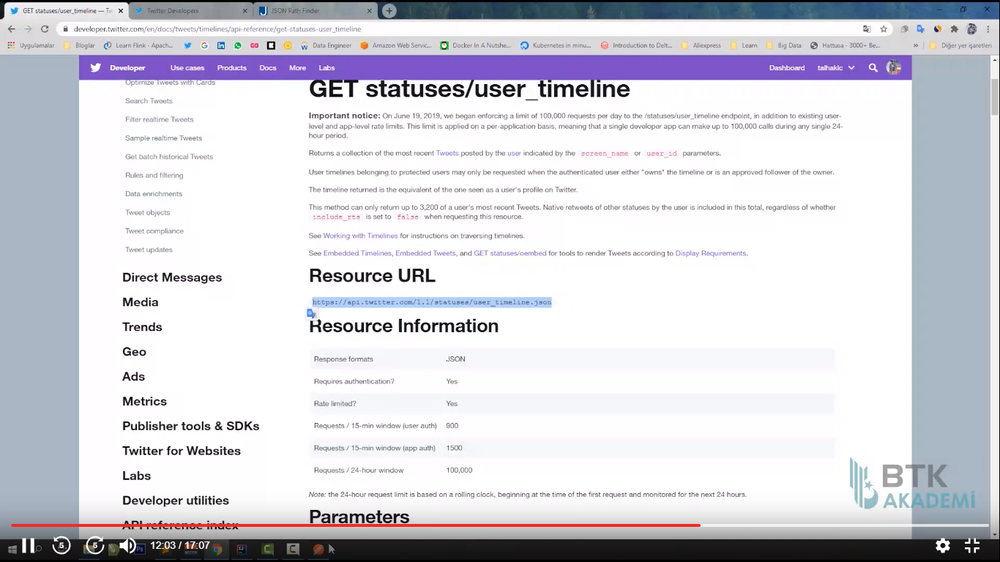 GET statuses/user_timeline — Tw
Twitter Developers
JSON Path Finder
developer.twitter.com/en/docs/tweets/timelines/api-reference/get-statuses-user_timeline
Uygulamalar
Bloglar
Learn Flink - Apach...
Data Engineer
Amazon Web Servic...
Docker In A Nutshe...
Kubernetes in minu...
Introduction to Delt...
Aliexpress
Learn
Big Data
Hattusa - 3000+ Be...
Diğer yer işaretleri
Developer
Use cases
Products
Docs
More
Labs
Dashboard
talhaklc
Optimize Tweets with Cards
Search Tweets
Filter realtime Tweets
Sample realtime Tweets
Get batch historical Tweets
Rules and filtering
Data enrichments
Tweet objects
Tweet compliance
Tweet updates
Direct Messages
Media
Trends
Geo
Ads
Metrics
Publisher tools & SDKs
Twitter for Websites
Labs
Developer utilities
API reference index
GET statuses/user_timeline
Important notice: On June 19, 2019, we began enforcing a limit of 100,000 requests per day to the /statuses/user_timeline endpoint, in addition to existing user-
level and app-level rate limits. This limit is applied on a per-application basis, meaning that a single developer app can make up to 100,000 calls during any single 24-
hour period.
Returns a collection of the most recent Tweets posted by the user indicated by the screen_name or user_id parameters.
User timelines belonging to protected users may only be requested when the authenticated user either "owns" the timeline or is an approved follower of the owner.
The timeline returned is the equivalent of the one seen as a user's profile on Twitter.
This method can only return up to 3,200 of a user's most recent Tweets. Native retweets of other statuses by the user is included in this total, regardless of whether
include_rts is set to false when requesting this resource.
See Working with Timelines for instructions on traversing timelines.
See Embedded Timelines, Embedded Tweets, and GET statuses/oembed for tools to render Tweets according to Display Requirements.
Resource URL
https://api.twitter.com/1.1/statuses/user_timeline.json
Resource Information
Response formats JSON
Requires authentication? Yes
Rate limited? Yes
Requests / 15-min window (user auth) 900
Requests / 15-min window (app auth) 1500
Requests / 24-hour window 100,000
Note: the 24-hour request limit is based on a rolling clock, beginning at the time of the first request and monitored for the next 24 hours.
Parameters
BTK
AKADEMİ
5
5
12:03 / 17:07